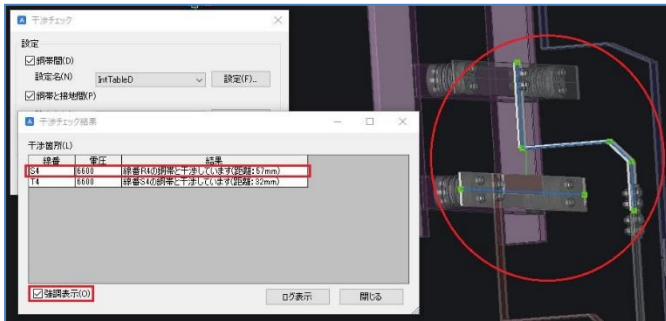 干渉チェック
設定
銅帯間(D)
設定名(N) IntTableD 設定(F)...
銅帯と接地間(P)
干渉チェック結果
干渉箇所(L)
線番 電圧 結果
S4 6600 線番R4の銅帯と干渉しています(距離:57mm)
T4 6600 線番S4の銅帯と干渉しています(距離:32mm)
強調表示(O)
ログ表示 閉じる